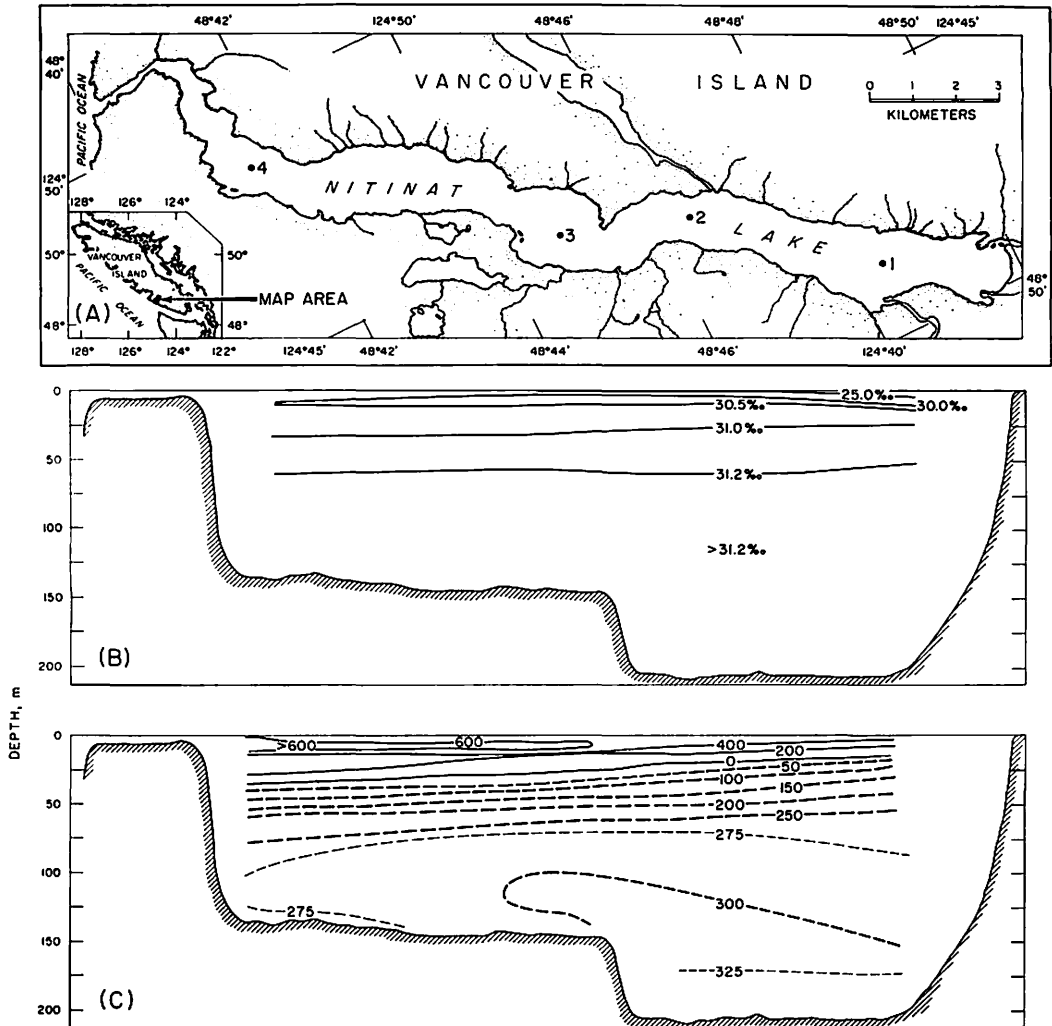 48°42' 124°50' 48°46' 48°48' 48°50' 124°45'
48° 40'
PACIFIC OCEAN
VANCOUVER ISLAND
0 1 2 3
KILOMETERS
124° 50'
4
NITINAT
3
2
LAKE
1
128° 126° 124°
50°
50°
VANCOUVER ISLAND
PACIFIC OCEAN
MAP AREA
48°
48°
48° 50'
(A)
128° 126° 124° 122° 124°45' 48°42' 48°44' 48°46' 124°40'
0
25.0‰
30.5‰
30.0‰
31.0‰
50
31.2‰
100
>31.2‰
150
200
(B)
DEPTH, m
0
>600 600 400
200
0
50
100
150
50
200
250
275
100
300
275
150
325
200
(C)